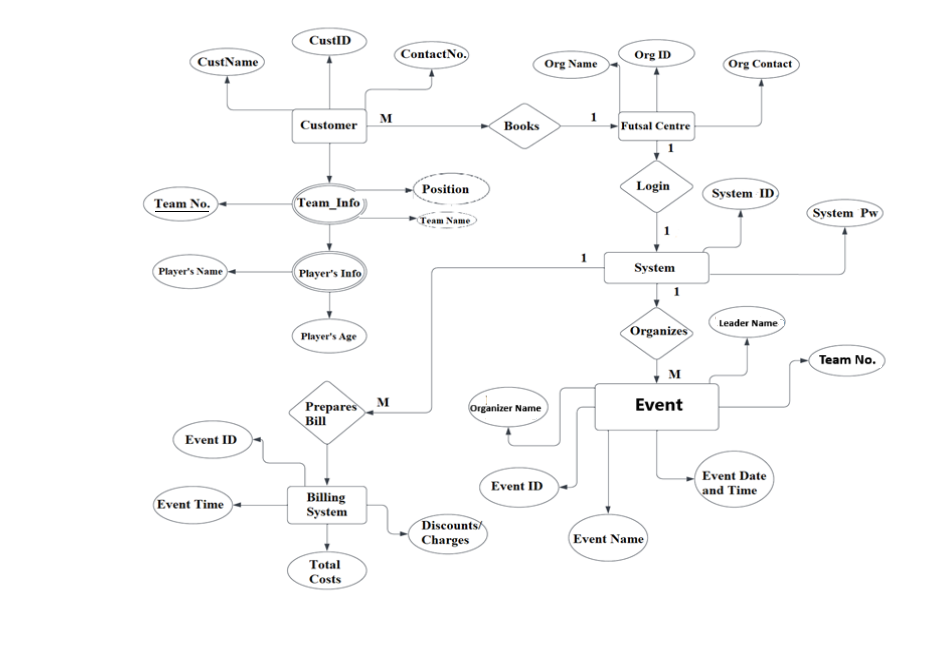 CustID
CustName
ContactNo.
Org Name
Org ID
Org Contact
Customer
M
Books
1
Futsal Centre
1
Login
Team No.
Team_Info
Position
Team Name
System ID
System Pw
1
Player's Name
Player's Info
1
System
1
Player's Age
Organizes
Leader Name
Team No.
M
Prepares
Bill
M
Organizer Name
Event
Event ID
Event ID
Event Date
and Time
Event Time
Billing
System
Discounts/
Charges
Event Name
Total
Costs